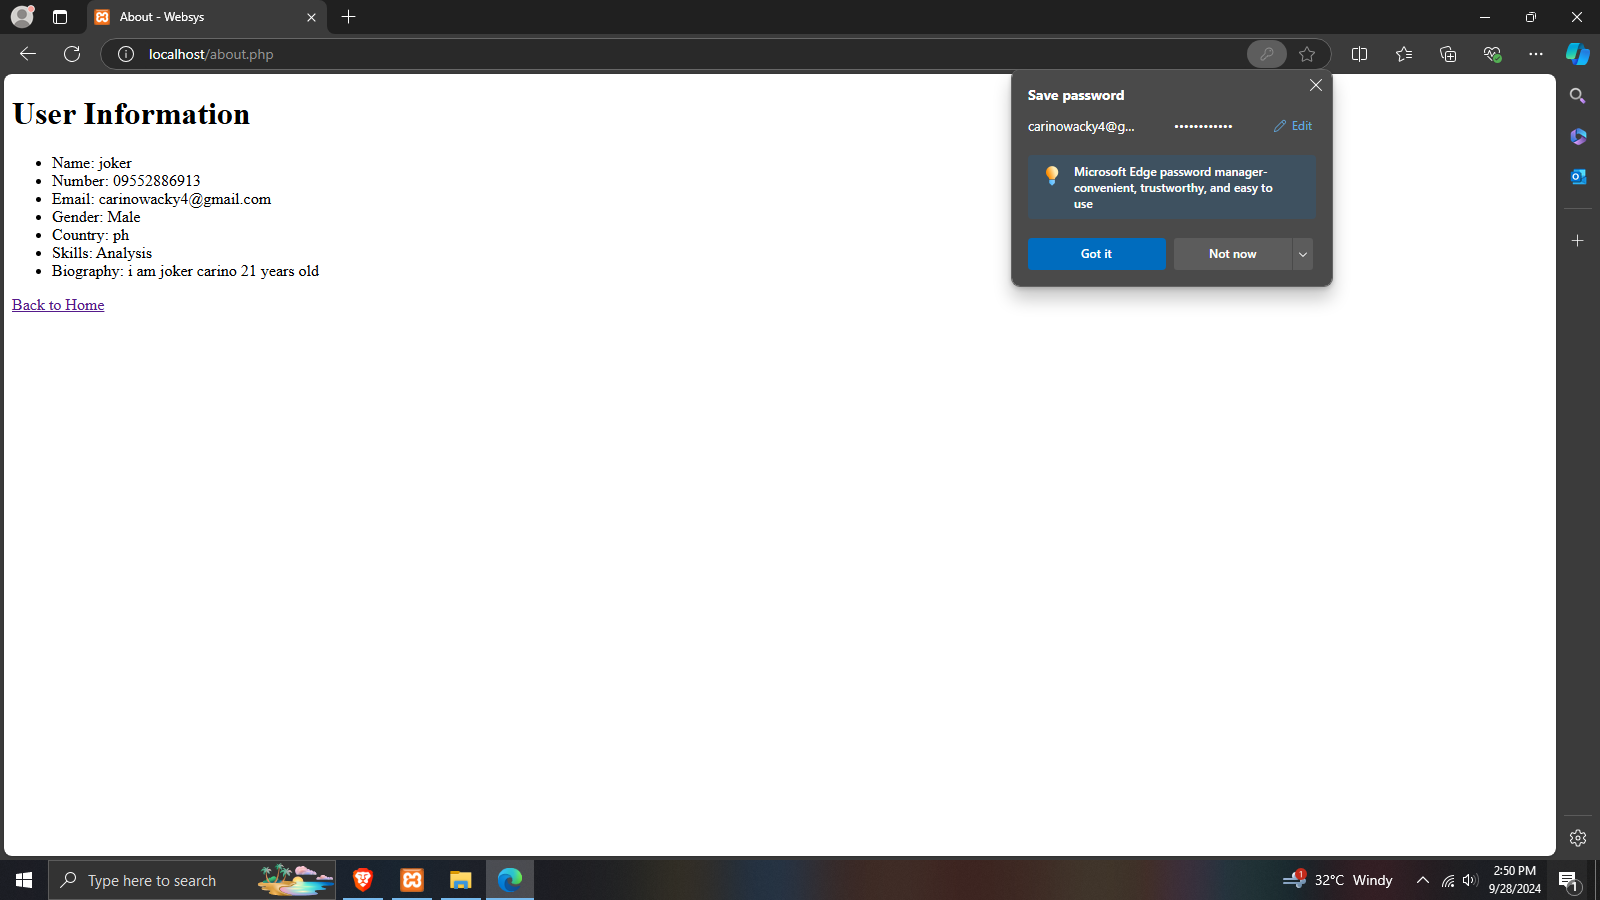 About - Websys
localhost/about.php
User Information
Name: joker
Number: 09552886913
Email: carinowacky4@gmail.com
Gender: Male
Country: ph
Skills: Analysis
Biography: i am joker carino 21 years old
Back to Home
Save password
carinowacky4@g... •••••••••••• Edit
Microsoft Edge password manager-
convenient, trustworthy, and easy to
use
Got it
Not now
Type here to search
1
32°C Windy
2:50 PM
9/28/2024
1